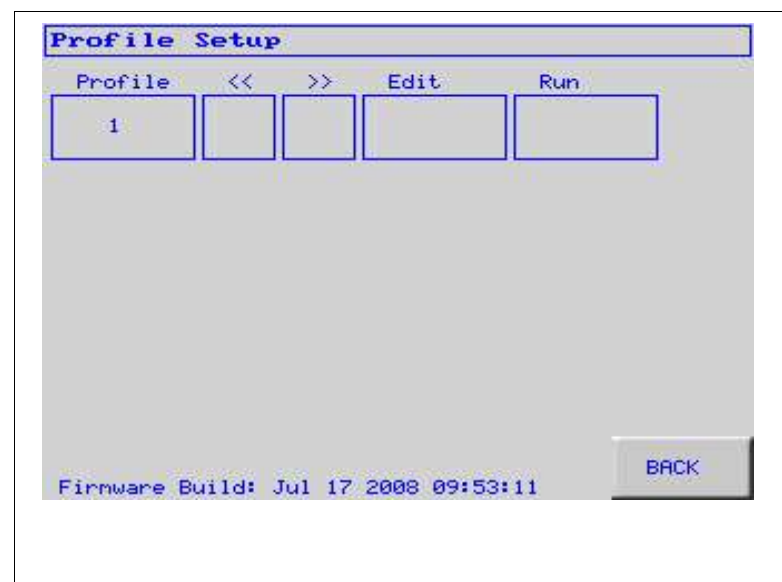 Profile Setup
Profile << >> Edit Run
1
BACK
Firmware Build: Jul 17 2008 09:53:11